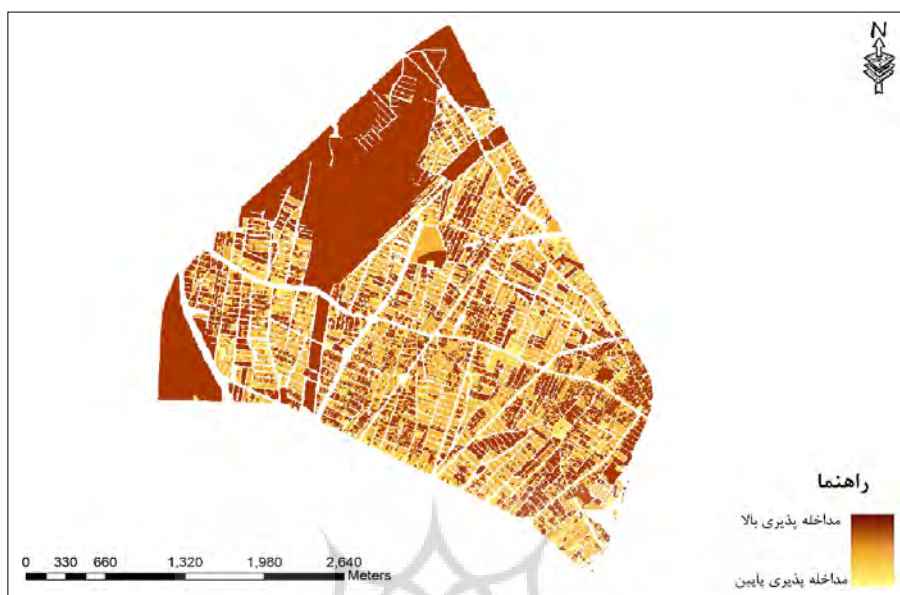 N
راهنما
مداخله پذیری بالا
مداخله پذیری پایین
0 330 660 1,320 1,980 2,640
Meters